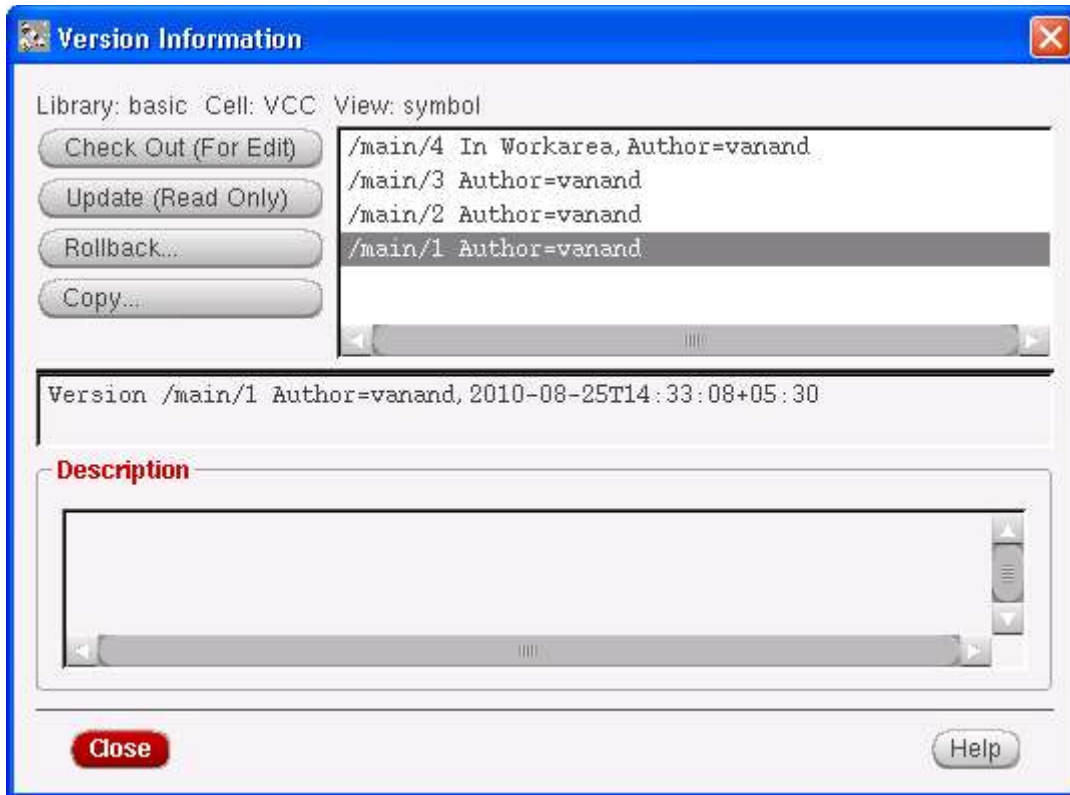 Version Information
Library: basic Cell: VCC View: symbol
Check Out (For Edit)
Update (Read Only)
Rollback...
Copy...
/main/4 In Workarea,Author=vanand
/main/3 Author=vanand
/main/2 Author=vanand
/main/1 Author=vanand
Version /main/1 Author=vanand,2010-08-25T14:33:08+05:30
Description
Close
Help